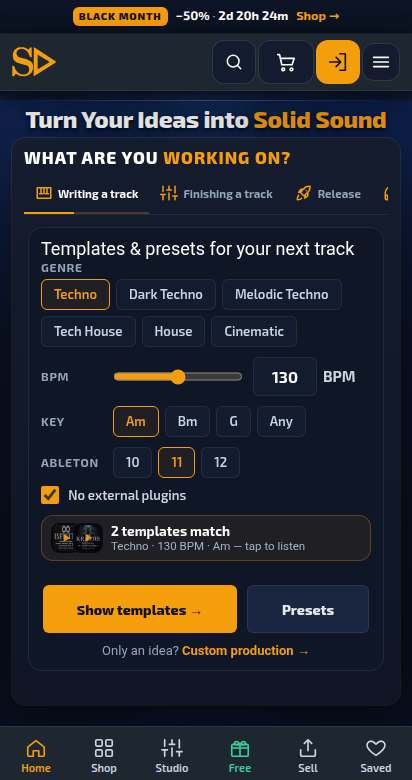 BLACK MONTH −50% · 2d 20h 24m Shop →
Turn Your Ideas into Solid Sound
WHAT ARE YOU WORKING ON?
Writing a track Finishing a track Release
Templates & presets for your next track
GENRE
Techno Dark Techno Melodic Techno
Tech House House Cinematic
BPM 130 BPM
KEY Am Bm G Any
ABLETON 10 11 12
No external plugins
2 templates match
Techno · 130 BPM · Am — tap to listen
Show templates → Presets
Only an idea? Custom production →
Home Shop Studio Free Sell Saved